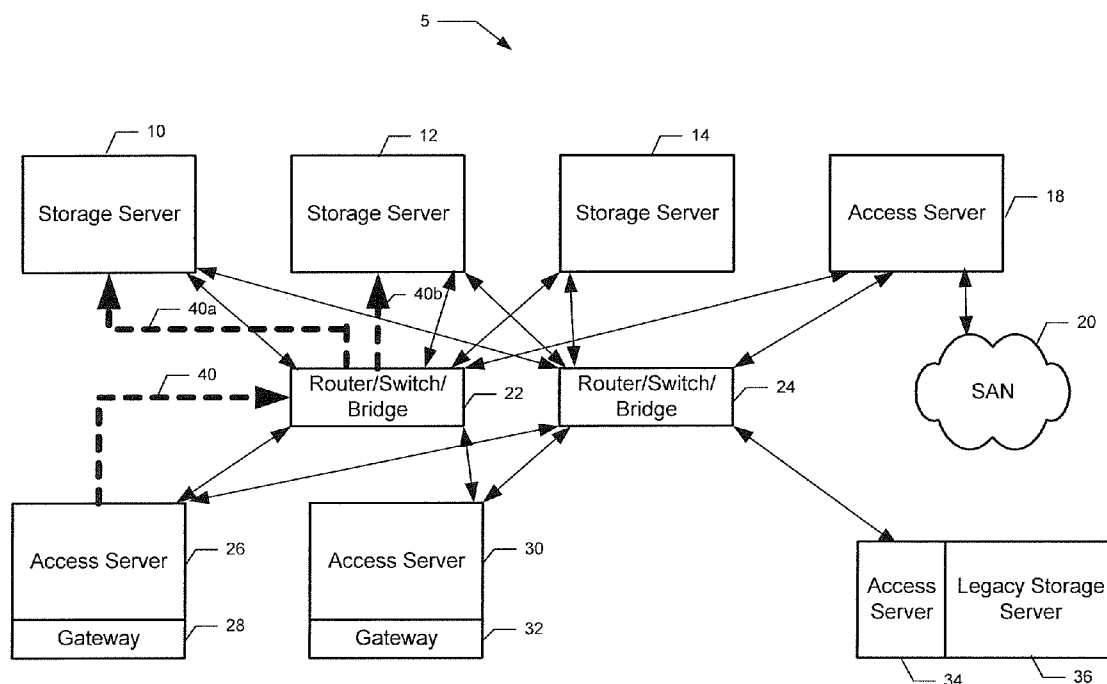 5
10
12
14
Storage Server
Storage Server
Storage Server
Access Server
18
40a
40b
20
40
Router/Switch/
Bridge
22
Router/Switch/
Bridge
24
SAN
Access Server
26
Access Server
30
Gateway
28
Gateway
32
Access
Server
Legacy Storage
Server
34
36